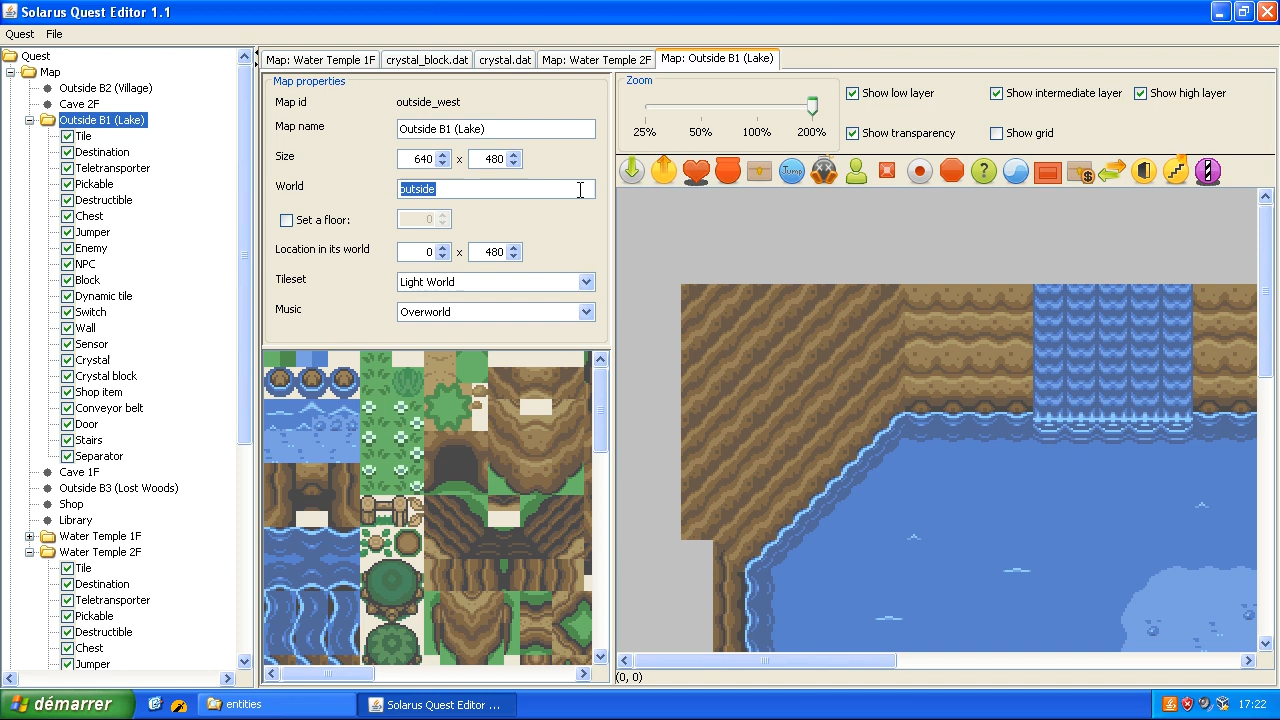 Solarus Quest Editor 1.1
Quest File
Quest
Map
Outside B2 (Village)
Cave 2F
Outside B1 (Lake)
Tile
Destination
Teletransporter
Pickable
Destructible
Chest
Jumper
Enemy
NPC
Block
Dynamic tile
Switch
Wall
Sensor
Crystal
Crystal block
Shop item
Conveyor belt
Door
Stairs
Separator
Cave 1F
Outside B3 (Lost Woods)
Shop
Library
Water Temple 1F
Water Temple 2F
Tile
Destination
Teletransporter
Pickable
Destructible
Chest
Jumper
Map: Water Temple 1F crystal_block.dat crystal.dat Map: Water Temple 2F Map: Outside B1 (Lake)
Map properties
Map id outside_west
Map name Outside B1 (Lake)
Size 640 x 480
World outside
Set a floor: 0
Location in its world 0 x 480
Tileset Light World
Music Overworld
Zoom
25% 50% 100% 200%
Show low layer Show intermediate layer Show high layer
Show transparency Show grid
Jump ? $
(0, 0)
démarrer entities Solarus Quest Editor ... 17:22